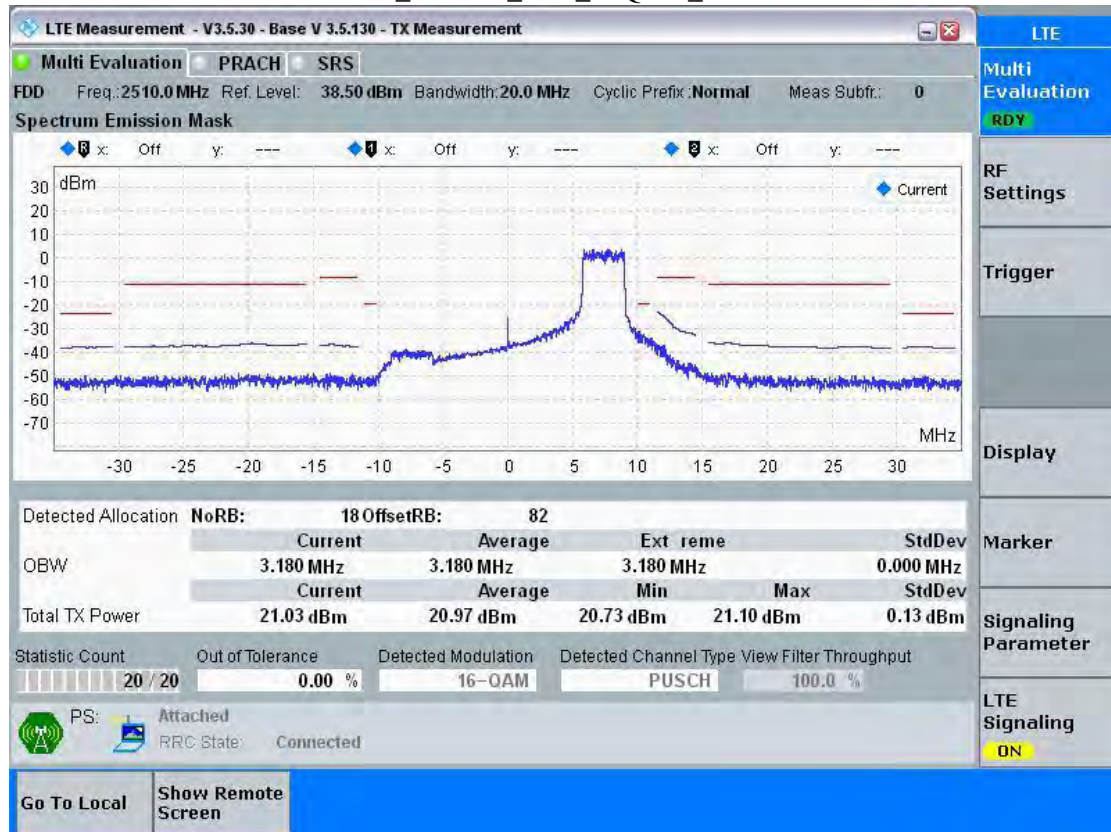 LTE Measurement - V3.5.30 - Base V 3.5.130 - TX Measurement
Multi Evaluation PRACH SRS
FDD Freq.:2510.0 MHz Ref. Level: 38.50 dBm Bandwidth:20.0 MHz Cyclic Prefix :Normal Meas Subfr.: 0
Spectrum Emission Mask
R x: Off y: --- 1 x: Off y: --- 2 x: Off y: ---
dBm
Current
30
20
10
0
-10
-20
-30
-40
-50
-60
-70
MHz
-30 -25 -20 -15 -10 -5 0 5 10 15 20 25 30
Detected Allocation NoRB: 18 OffsetRB: 82
Current Average Ext reme StdDev
OBW 3.180 MHz 3.180 MHz 3.180 MHz 0.000 MHz
Current Average Min Max StdDev
Total TX Power 21.03 dBm 20.97 dBm 20.73 dBm 21.10 dBm 0.13 dBm
Statistic Count Out of Tolerance Detected Modulation Detected Channel Type View Filter Throughput
20 / 20 0.00 % 16-QAM PUSCH 100.0 %
PS: Attached
RRC State: Connected
Go To Local
Show Remote
Screen
LTE
Multi
Evaluation
RDY
RF
Settings
Trigger
Display
Marker
Signaling
Parameter
LTE
Signaling
ON